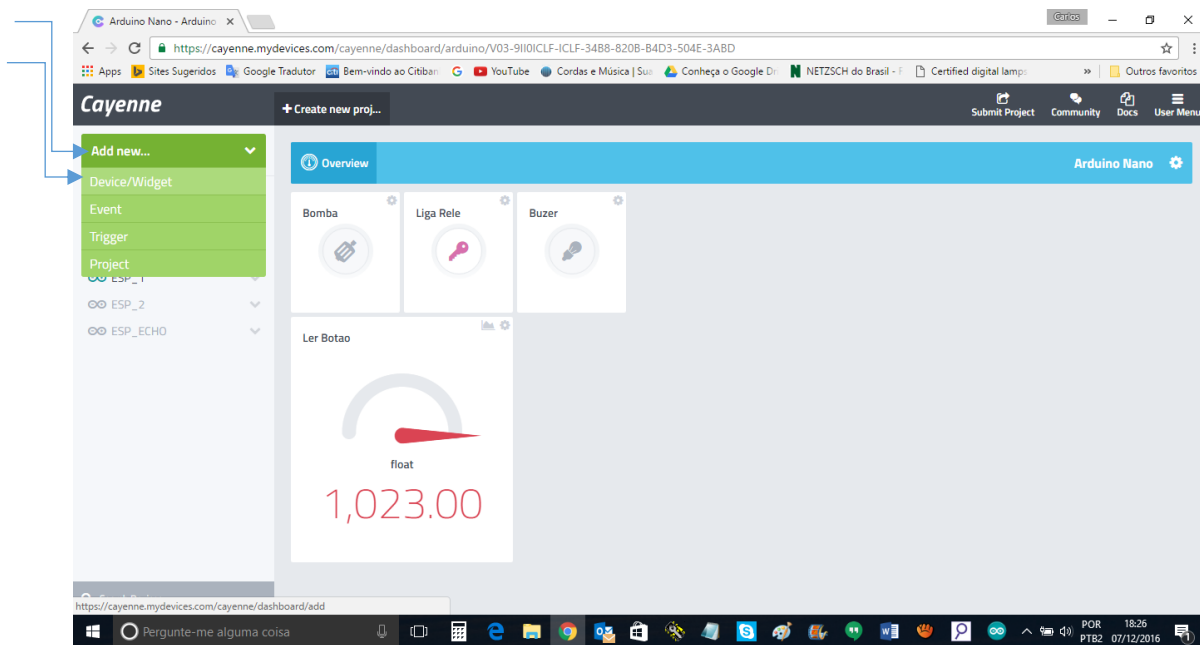 Arduino Nano - Arduino
Carlos
https://cayenne.mydevices.com/cayenne/dashboard/arduino/V03-9II0ICLF-ICLF-34B8-820B-B4D3-504E-3ABD
Apps Sites Sugeridos Google Tradutor citi Bem-vindo ao Citiban G YouTube Cordas e Música | Sua Conheça o Google Dri NETZSCH do Brasil - F Certified digital lamps » Outros favoritos
Cayenne
+ Create new proj...
Submit Project Community Docs User Menu
Add new...
Device/Widget
Event
Trigger
Project
ESP_1
ESP_2
ESP_ECHO
Overview
Arduino Nano
Bomba
Liga Rele
Buzer
Ler Botao
float
1,023.00
https://cayenne.mydevices.com/cayenne/dashboard/add
Pergunte-me alguma coisa
POR
PTB2
18:26
07/12/2016
1